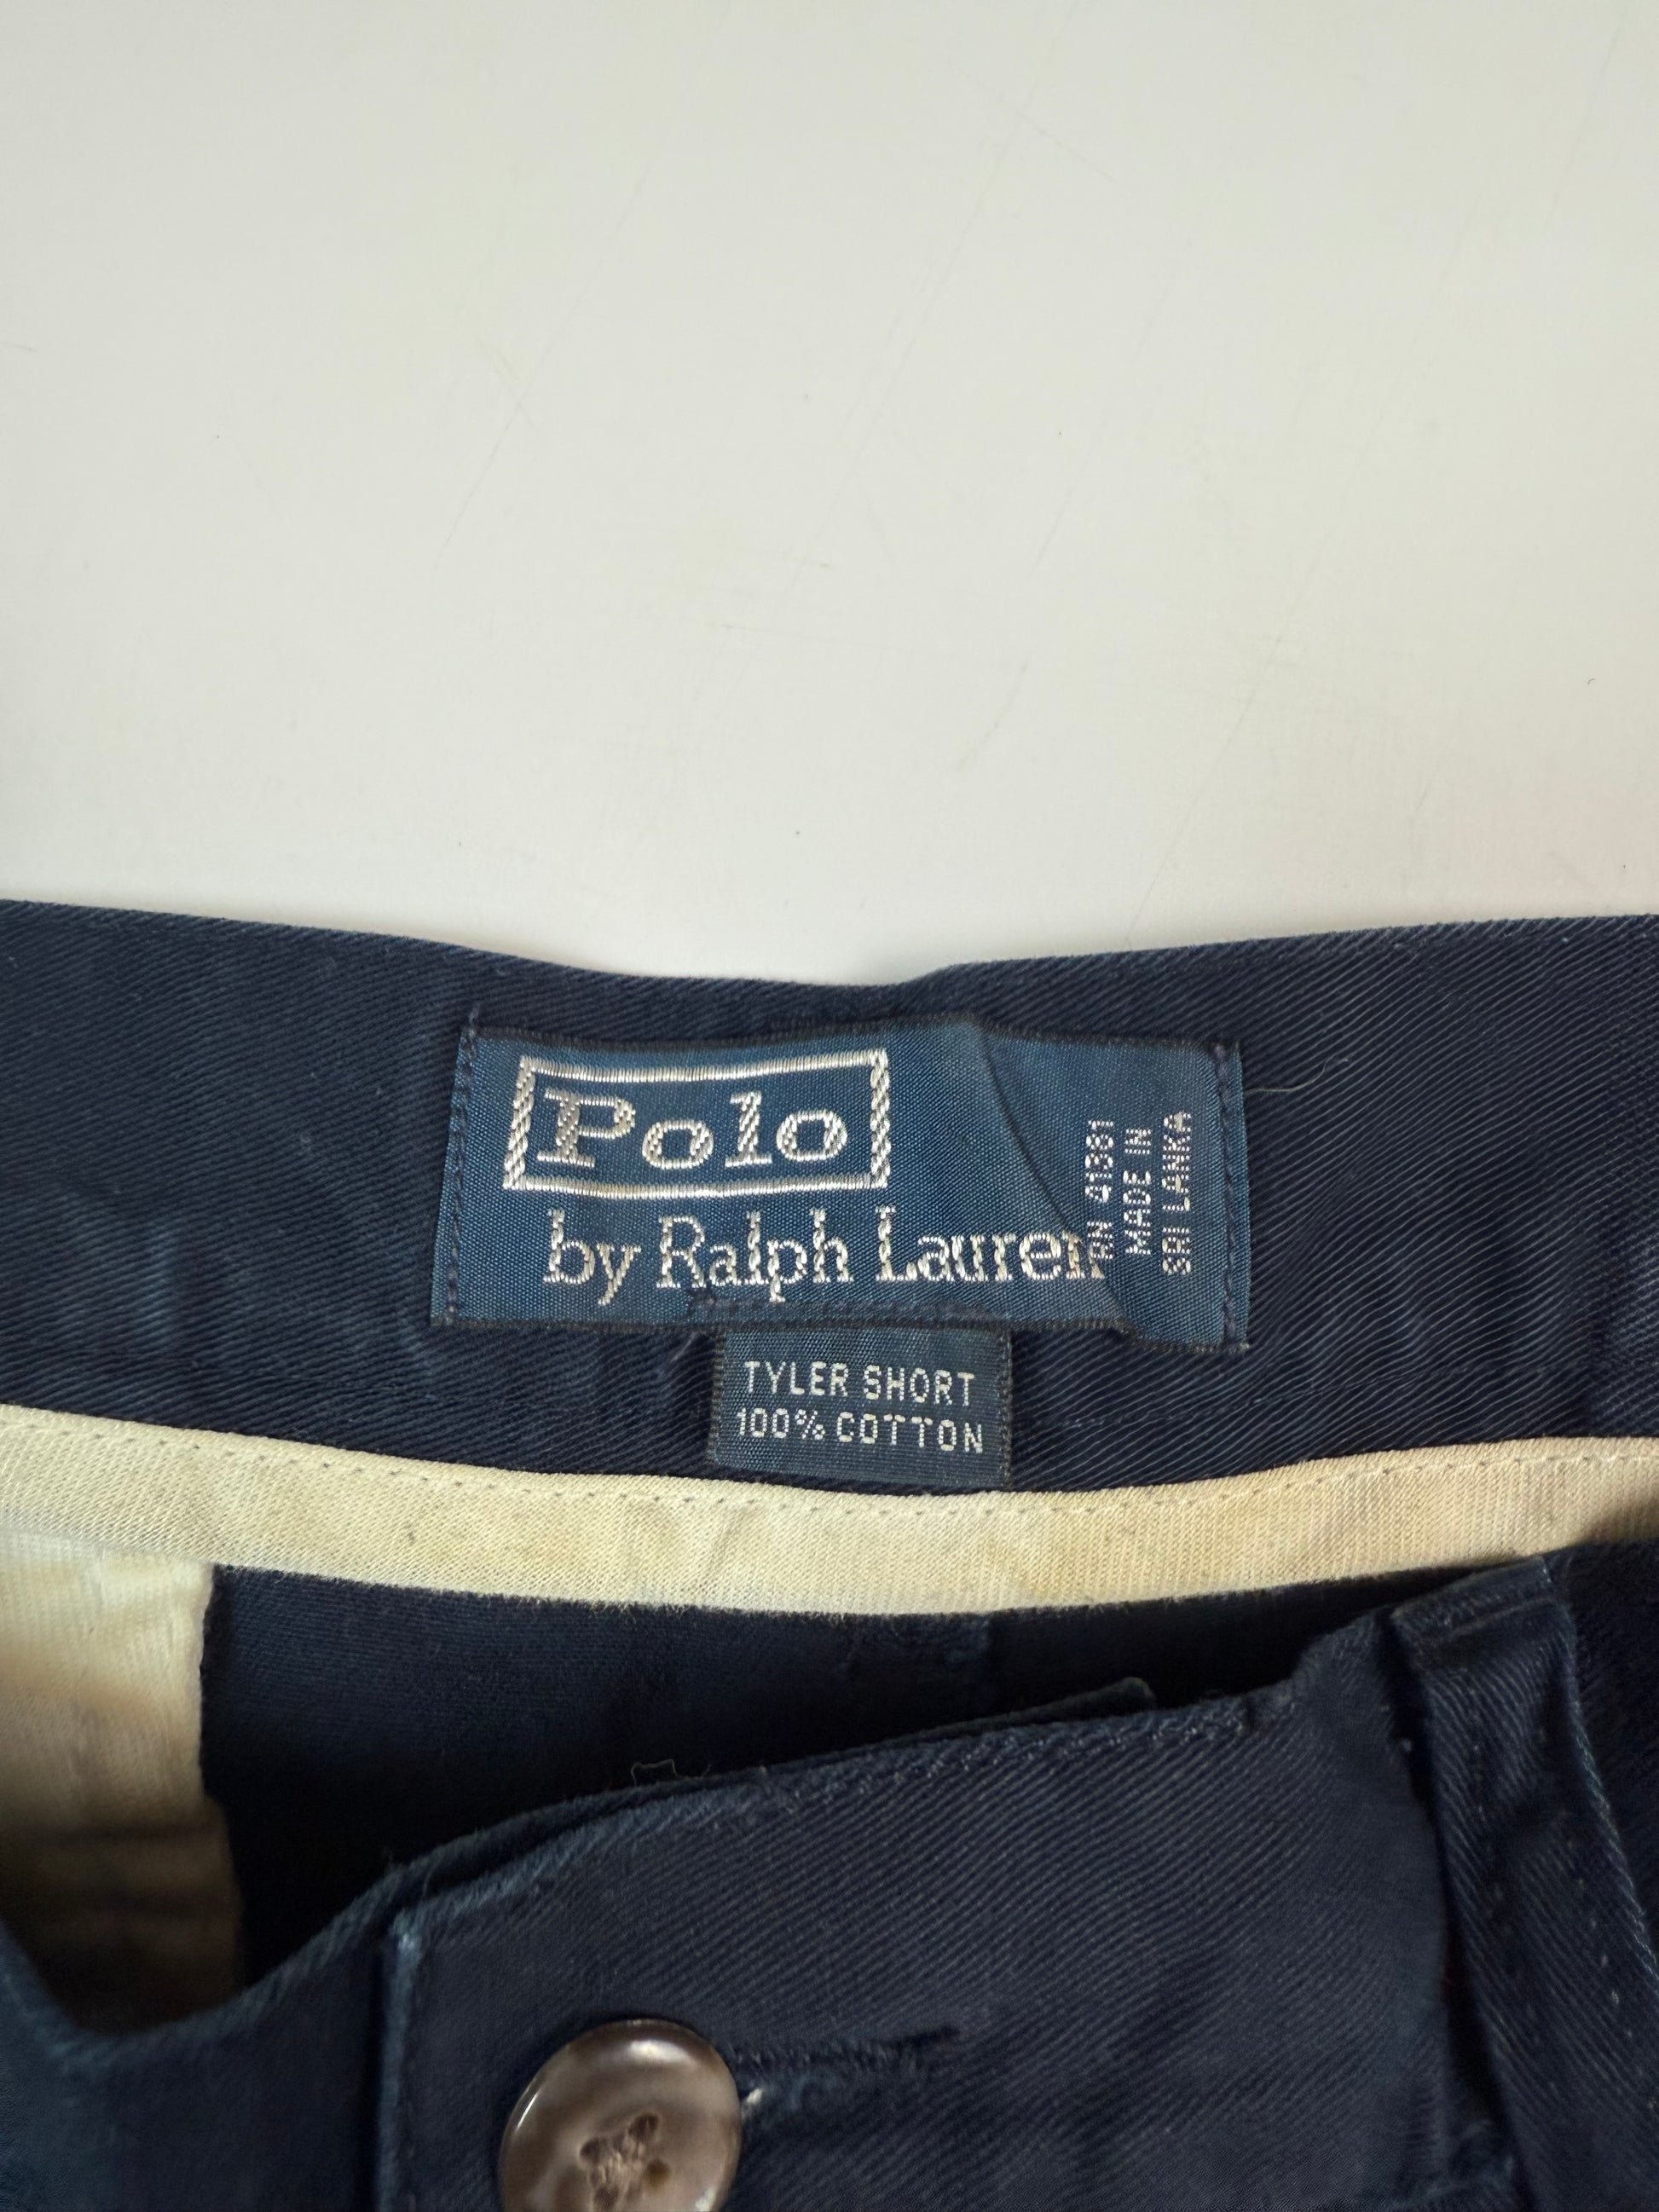 Polo
by Ralph Lauren
RN 41381
MADE IN
SRI LANKA
TYLER SHORT
100% COTTON